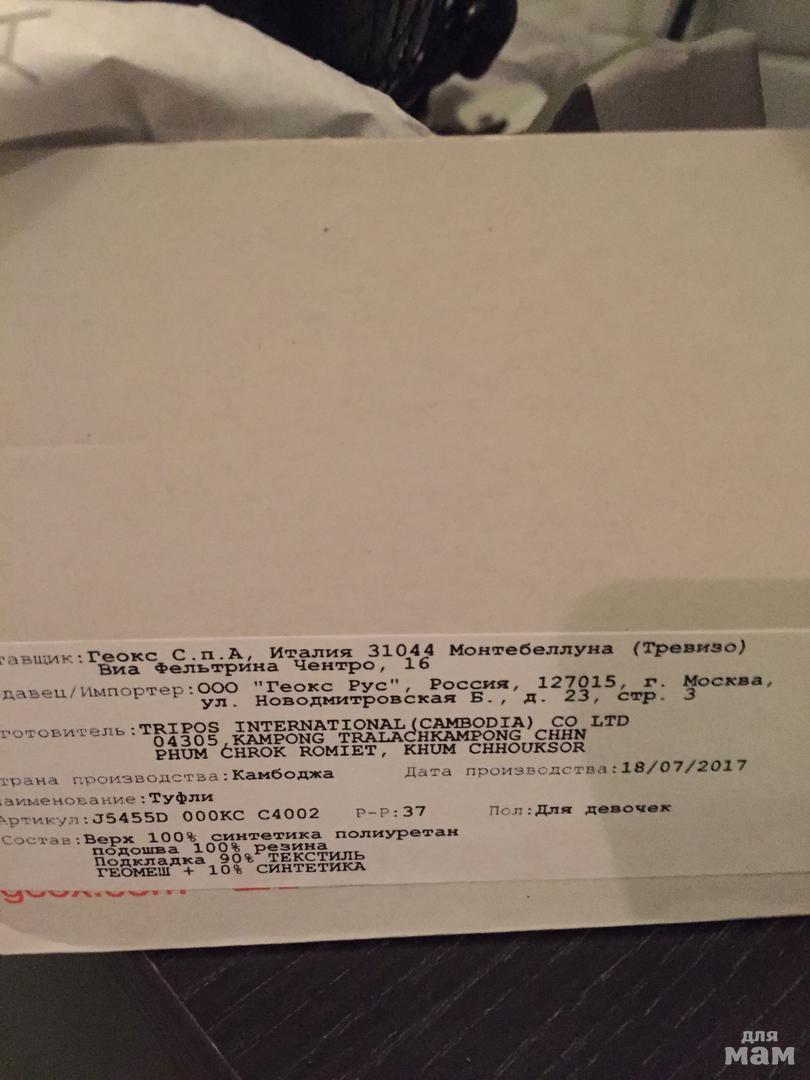 тавщик:Геокс С.п.А, Италия 31044 Монтебеллуна (Тревизо)
Виа Фельтрина Чентро, 16
давец/Импортер:ООО "Геокс Рус", Россия, 127015, г. Москва,
ул. Новодмитровская Б., д. 23, стр. 3
готовитель:TRIPOS INTERNATIONAL(CAMBODIA) CO LTD
04305,KAMPONG TRALACHKAMPONG CHHN
PHUM CHROK ROMIET, KHUM CHHOUKSOR
трана производства:Камбоджа Дата производства:18/07/2017
аименование:Туфли
Артикул:J5455D 000KC C4002 Р-Р:37 Пол:Для девочек
Состав:Верх 100% синтетика полиуретан
подошва 100% резина
Подкладка 90% ТЕКСТИЛЬ
ГЕОМЕШ + 10% СИНТЕТИКА
для
мам